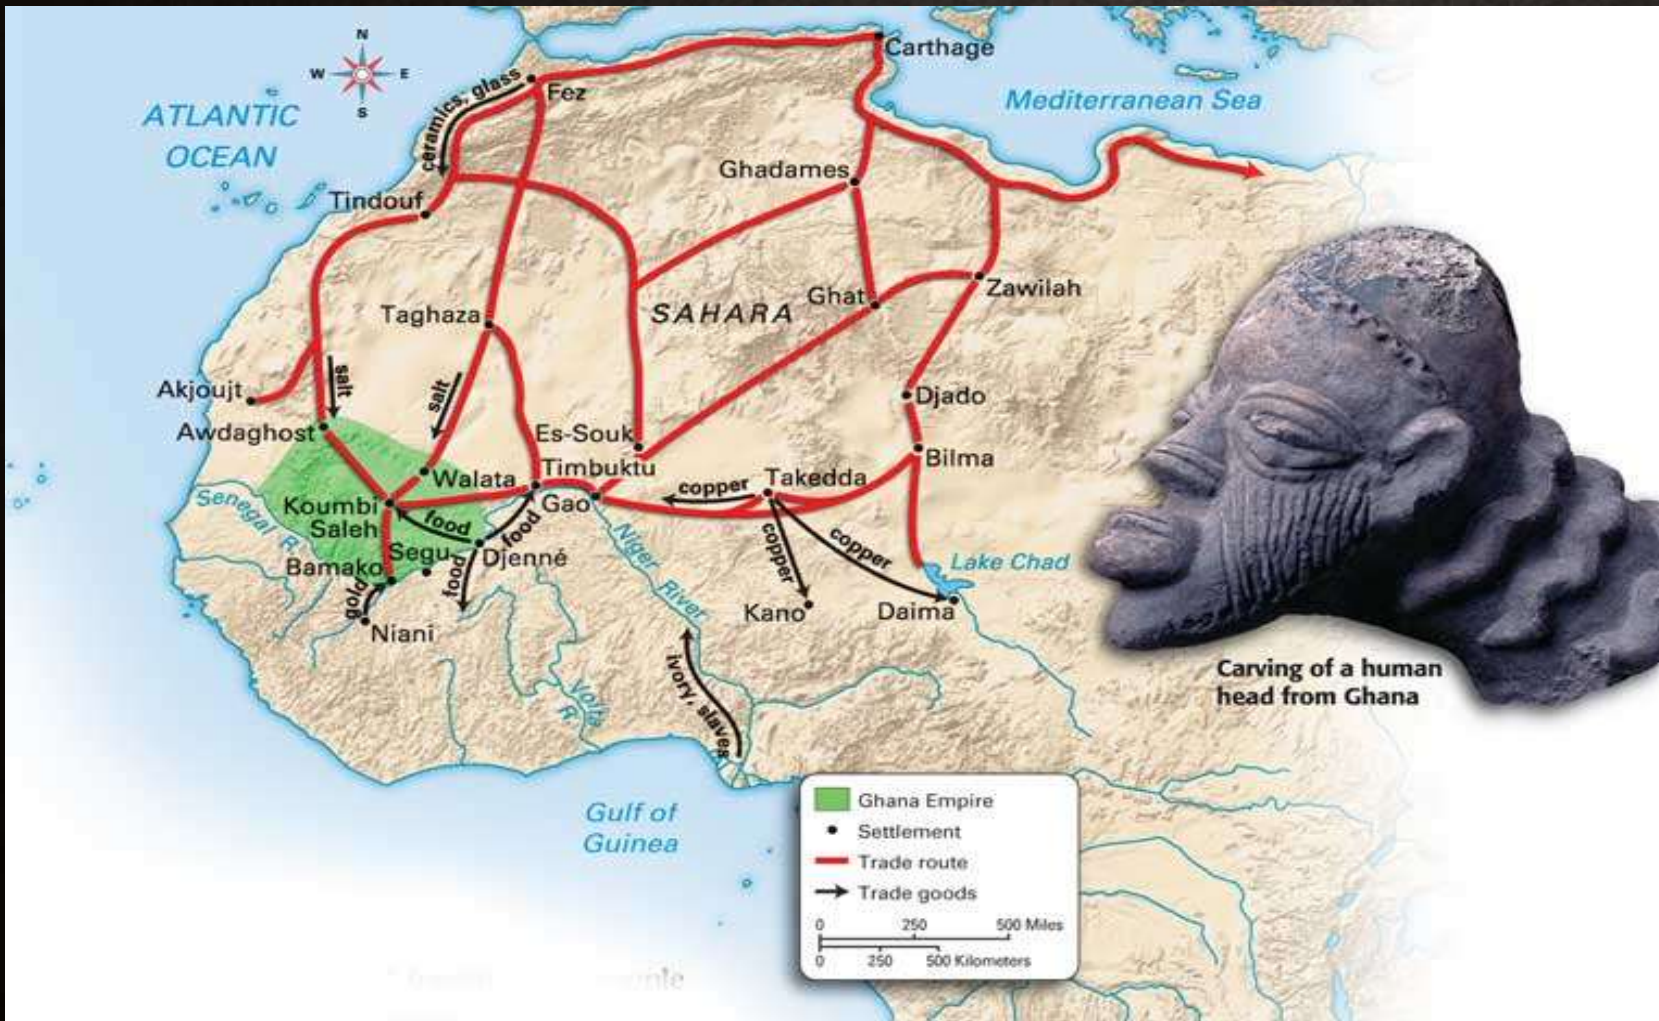 N
W
E
S
ATLANTIC
OCEAN
Mediterranean Sea
Carthage
Fez
ceramics, glass
Ghadames
Tindouf
Ghat
Zawilah
SAHARA
Taghaza
salt
salt
Akjoujt
Djado
Awdaghost
Es-Souk
Bilma
Walata
Timbuktu
Takedda
copper
Senegal R.
Koumbi
Saleh
Gao
food
food
copper
copper
Segu
Djenné
Niger River
Lake Chad
Bamako
food
gold
Kano
Daima
Niani
ivory, slaves
Volta
R.
Carving of a human
head from Ghana
Gulf of
Guinea
Ghana Empire
Settlement
Trade route
Trade goods
0 250 500 Miles
0 250 500 Kilometers